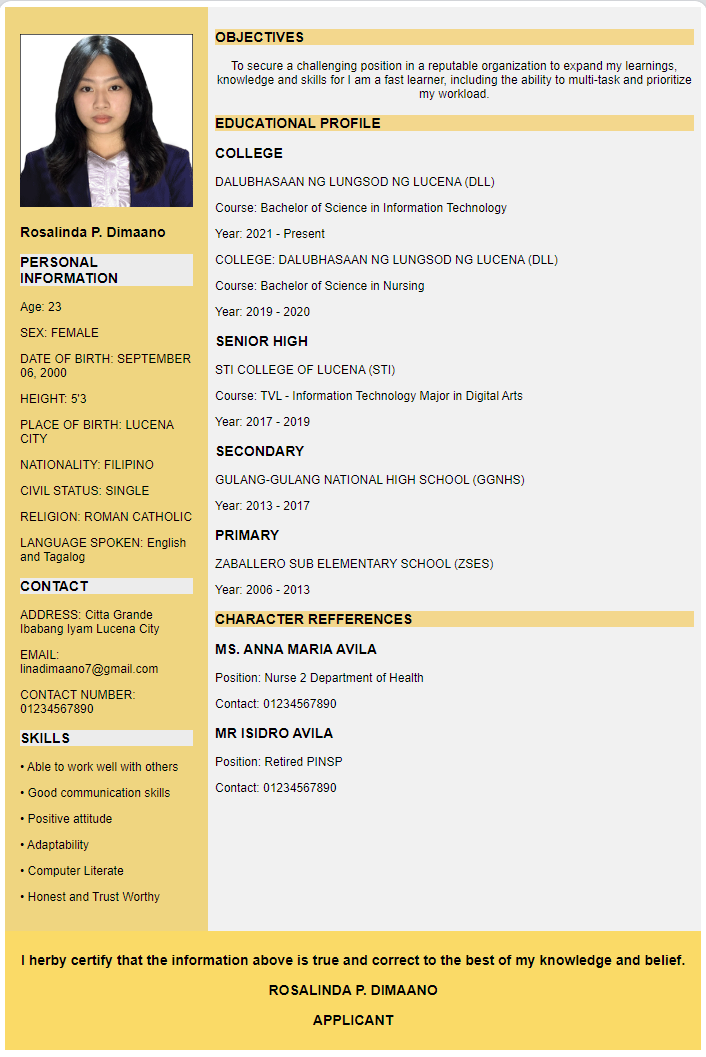 Rosalinda P. Dimaano
PERSONAL
INFORMATION
Age: 23
SEX: FEMALE
DATE OF BIRTH: SEPTEMBER
06, 2000
HEIGHT: 5'3
PLACE OF BIRTH: LUCENA
CITY
NATIONALITY: FILIPINO
CIVIL STATUS: SINGLE
RELIGION: ROMAN CATHOLIC
LANGUAGE SPOKEN: English
and Tagalog
CONTACT
ADDRESS: Citta Grande
Ibabang Iyam Lucena City
EMAIL:
linadimaano7@gmail.com
CONTACT NUMBER:
01234567890
SKILLS
• Able to work well with others
• Good communication skills
• Positive attitude
• Adaptability
• Computer Literate
• Honest and Trust Worthy
OBJECTIVES
To secure a challenging position in a reputable organization to expand my learnings,
knowledge and skills for I am a fast learner, including the ability to multi-task and prioritize
my workload.
EDUCATIONAL PROFILE
COLLEGE
DALUBHASAAN NG LUNGSOD NG LUCENA (DLL)
Course: Bachelor of Science in Information Technology
Year: 2021 - Present
COLLEGE: DALUBHASAAN NG LUNGSOD NG LUCENA (DLL)
Course: Bachelor of Science in Nursing
Year: 2019 - 2020
SENIOR HIGH
STI COLLEGE OF LUCENA (STI)
Course: TVL - Information Technology Major in Digital Arts
Year: 2017 - 2019
SECONDARY
GULANG-GULANG NATIONAL HIGH SCHOOL (GGNHS)
Year: 2013 - 2017
PRIMARY
ZABALLERO SUB ELEMENTARY SCHOOL (ZSES)
Year: 2006 - 2013
CHARACTER REFFERENCES
MS. ANNA MARIA AVILA
Position: Nurse 2 Department of Health
Contact: 01234567890
MR ISIDRO AVILA
Position: Retired PINSP
Contact: 01234567890
I herby certify that the information above is true and correct to the best of my knowledge and belief.
ROSALINDA P. DIMAANO
APPLICANT